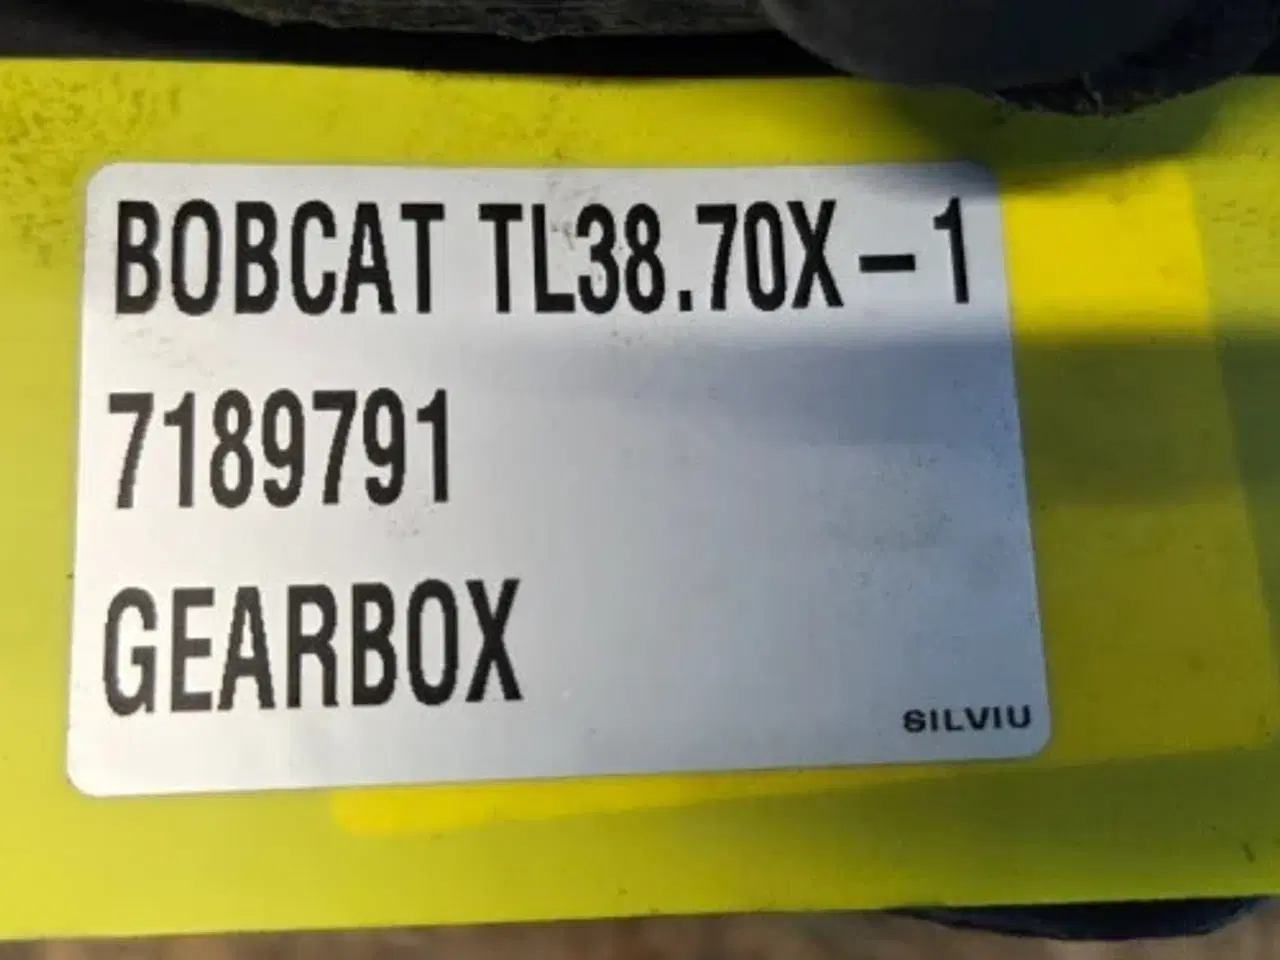 BOBCAT TL38.70X-1
7189791
GEARBOX
SILVIU